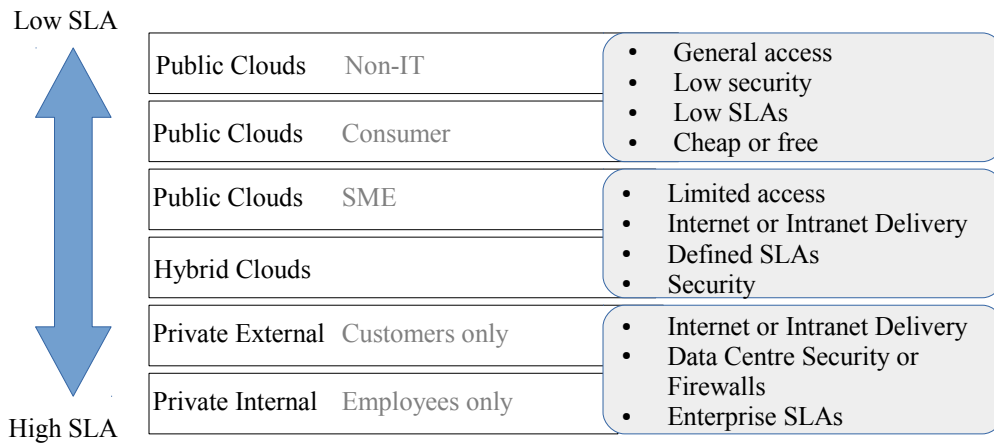 Low SLA
Public Clouds Non-IT
Public Clouds Consumer
• General access
• Low security
• Low SLAs
• Cheap or free
Public Clouds SME
Hybrid Clouds
• Limited access
• Internet or Intranet Delivery
• Defined SLAs
• Security
Private External Customers only
Private Internal Employees only
• Internet or Intranet Delivery
• Data Centre Security or
Firewalls
• Enterprise SLAs
High SLA